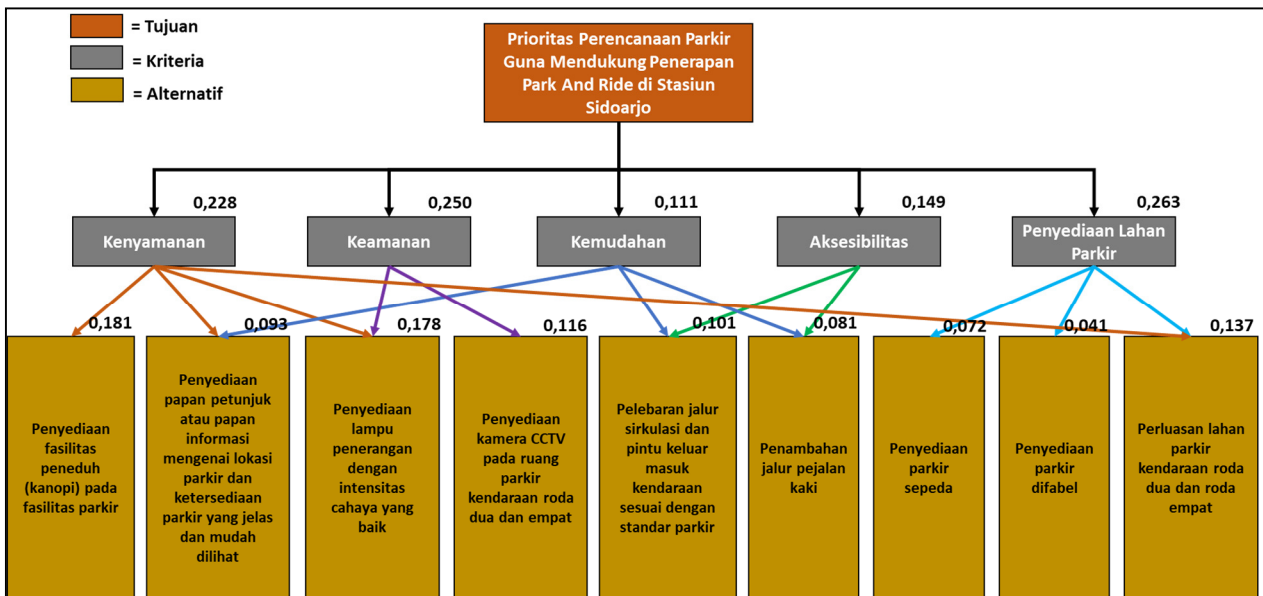 = Tujuan
= Kriteria
= Alternatif
Prioritas Perencanaan Parkir
Guna Mendukung Penerapan
Park And Ride di Stasiun
Sidoarjo
0,228
0,250
0,111
0,149
0,263
Kenyamanan
Keamanan
Kemudahan
Aksesibilitas
Penyediaan Lahan
Parkir
0,181
0,093
0,178
0,116
0,101
0,081
0,072
0,041
0,137
Penyediaan
fasilitas
peneduh
(kanopi) pada
fasilitas parkir
Penyediaan
papan petunjuk
atau papan
informasi
mengenai lokasi
parkir dan
ketersediaan
parkir yang jelas
dan mudah
dilihat
Penyediaan
lampu
penerangan
dengan
intensitas
cahaya yang
baik
Penyediaan
kamera CCTV
pada ruang
parkir
kendaraan roda
dua dan empat
Pelebaran jalur
sirkulasi dan
pintu keluar
masuk
kendaraan
sesuai dengan
standar parkir
Penambahan
jalur pejalan
kaki
Penyediaan
parkir
sepeda
Penyediaan
parkir
difabel
Perluasan lahan
parkir
kendaraan roda
dua dan roda
empat